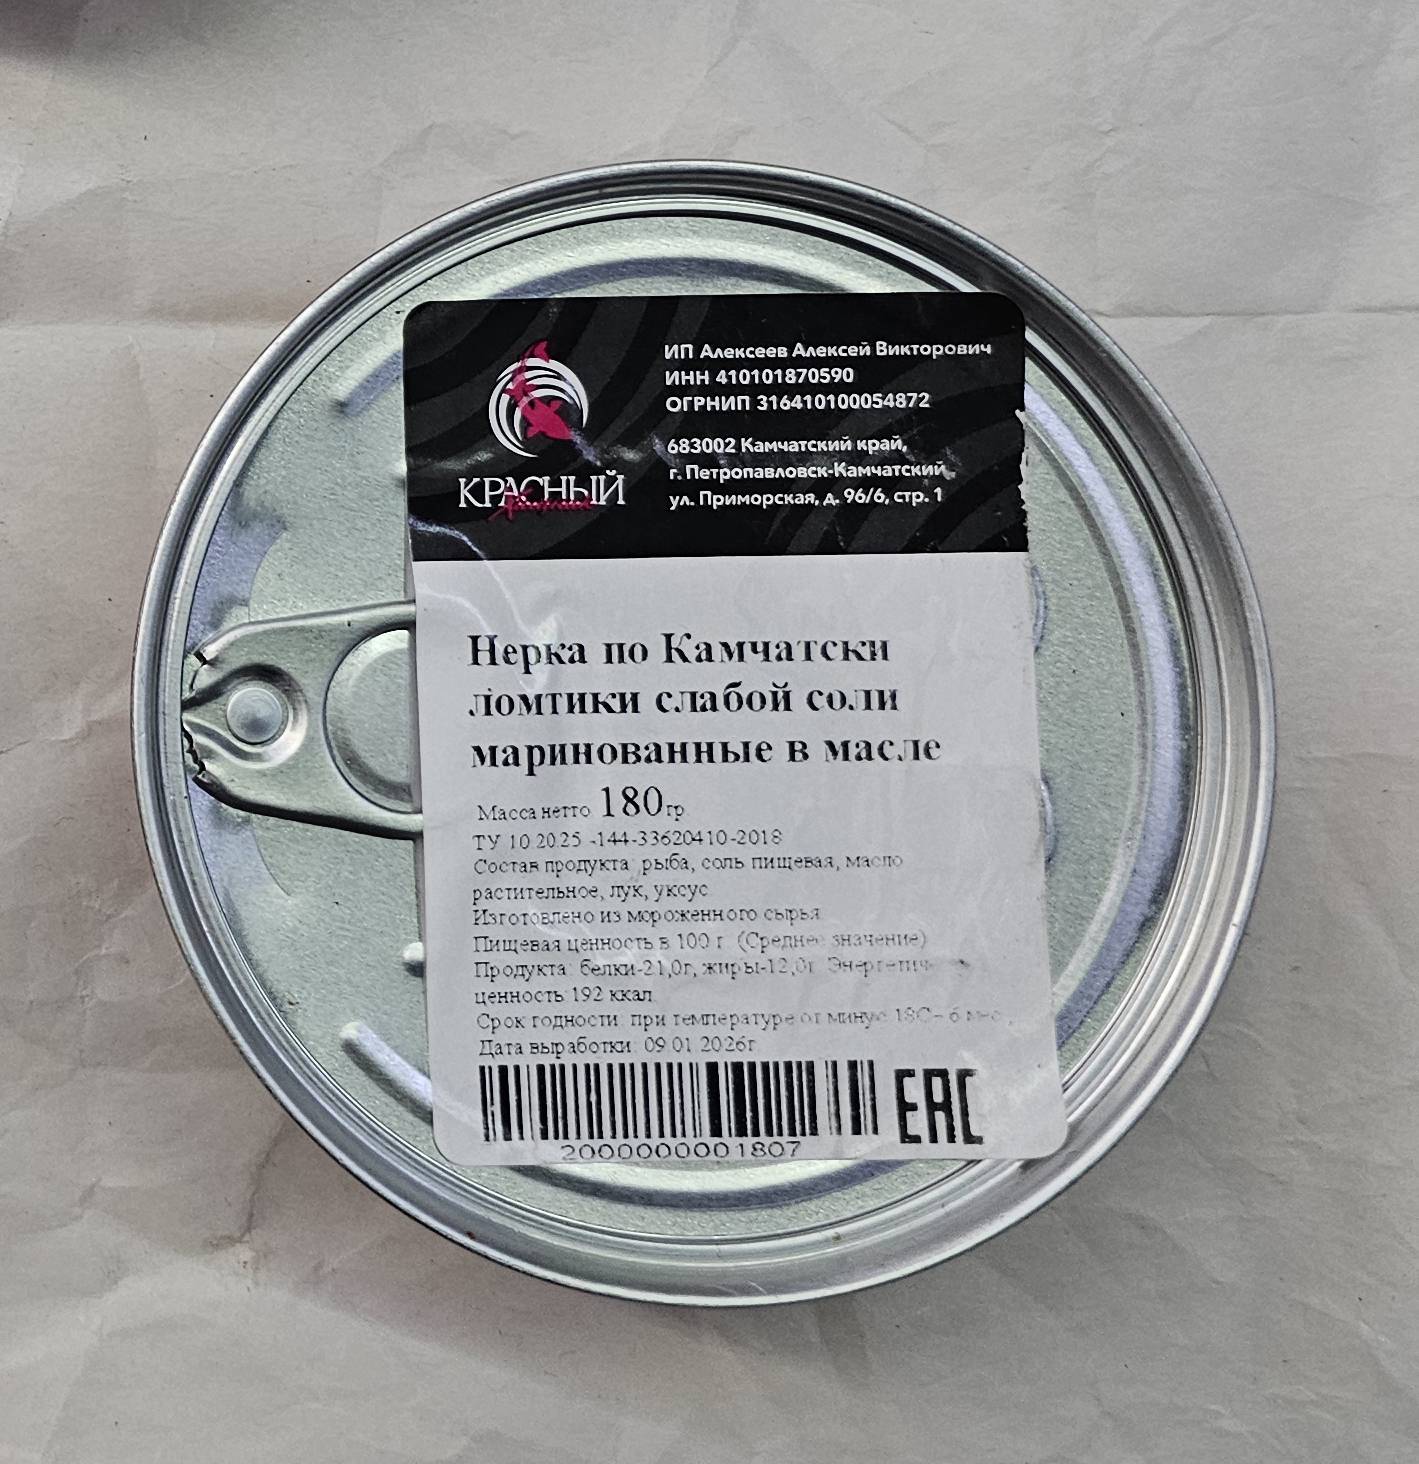 ИП Алексеев Алексей Викторович
ИНН 410101870590
ОГРНИП 316410100054872
683002 Камчатский край,
г. Петропавловск-Камчатский,
ул. Приморская, д. 96/6, стр. 1
КРАСНЫЙ
Нерка по Камчатски
ломтики слабой соли
маринованные в масле
Масса нетто 180гр.
ТУ 10.20.25 -144-33620410-2018
Состав продукта: рыба, соль пищевая, масло
растительное, лук, уксус.
Изготовлено из мороженного сырья.
Пищевая ценность в 100 г. (Среднее значение)
Продукта: белки-21,0г, жиры-12,0г.
ценность 192 ккал.
Срок годности: при температуре от минус 18С- 6 мес.
Дата выработки: 09.01.2026г.
2000000001807
EAC